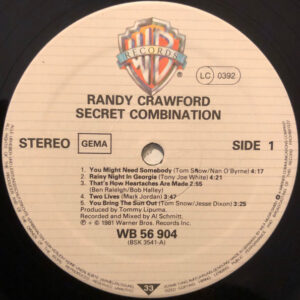 WB
RECORDS
LC 0392
RANDY CRAWFORD
SECRET COMBINATION
STEREO GEMA SIDE 1
1. You Might Need Somebody (Tom Snow/Nan O'Byrne) 4:17
2. Rainy Night In Georgie (Tony Joe White) 4:21
3. That's How Heartaches Are Made 2:55
(Ben Raleigh/Bob Halley)
4. Two Lives (Mark Jordan) 3:47
5. You Bring The Sun Out (Tom Snow/Jesse Dixon) 3:25
Produced by Tommy Lipuma.
Recorded and Mixed by Al Schmitt.
℗ + © 1981 Warner Bros. Records Inc.
WB 56 904
(BSK 3541-A)
33